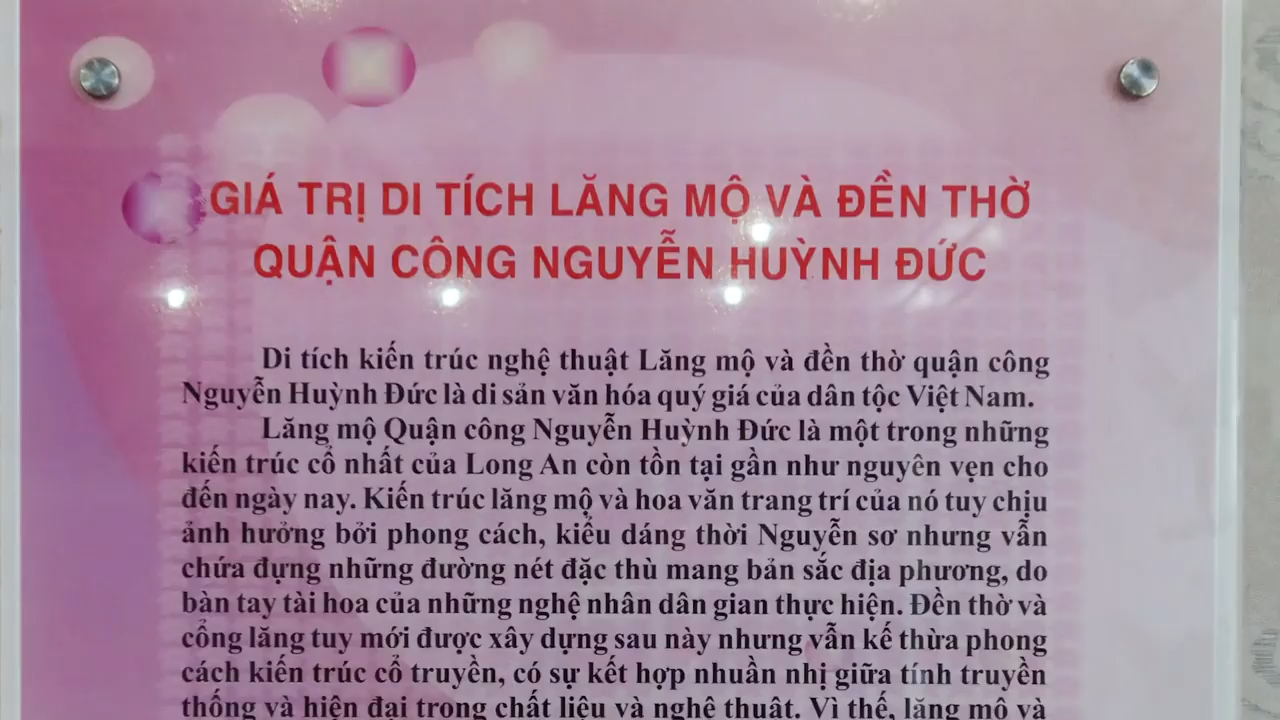 GIÁ TRỊ DI TÍCH LĂNG MỘ VÀ ĐỀN THỜ
QUẬN CÔNG NGUYỄN HUỲNH ĐỨC
Di tích kiến trúc nghệ thuật Lăng mộ và đền thờ quận công
Nguyễn Huỳnh Đức là di sản văn hóa quý giá của dân tộc Việt Nam.
Lăng mộ Quận công Nguyễn Huỳnh Đức là một trong những
kiến trúc cổ nhất của Long An còn tồn tại gần như nguyên vẹn cho
đến ngày nay. Kiến trúc lăng mộ và hoa văn trang trí của nó tuy chịu
ảnh hưởng bởi phong cách, kiểu dáng thời Nguyễn sơ nhưng vẫn
chứa đựng những đường nét đặc thù mang bản sắc địa phương, do
bàn tay tài hoa của những nghệ nhân dân gian thực hiện. Đền thờ và
cổng lăng tuy mới được xây dựng sau này nhưng vẫn kế thừa phong
cách kiến trúc cổ truyền, có sự kết hợp nhuần nhị giữa tính truyền
thống và hiện đại trong chất liệu và nghệ thuật. Vì thế, lăng mộ và